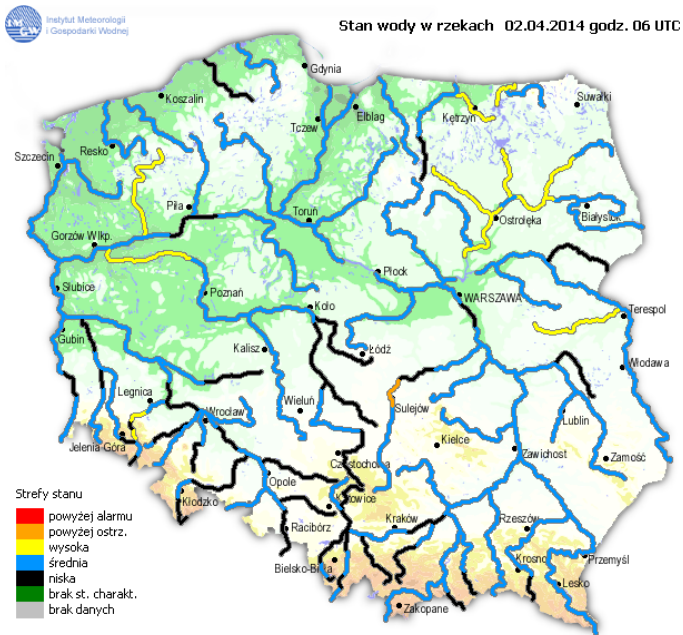 IMGW
Instytut Meteorologii
i Gospodarki Wodnej
Stan wody w rzekach 02.04.2014 godz. 06 UTC
Gdynia
Koszalin
Suwałki
Tczew
Elbląg
Kętrzyn
Resko
Szczecin
Piła
Toruń
Ostrołęka
Białystok
Gorzów Wlkp.
Płock
Słubice
Poznań
Koło
WARSZAWA
Terespol
Gubin
Kalisz
Łódź
Włodawa
Legnica
Wieluń
Sulejów
Wrocław
Lublin
Jelenia Góra
Kielce
Zawichost
Zamość
Częstochowa
Opole
Kłodzko
Katowice
Racibórz
Kraków
Rzeszów
Bielsko-Biała
Krosno
Przemyśl
Lesko
Zakopane
Strefy stanu
powyżej alarmu
powyżej ostrz.
wysoka
średnia
niska
brak st. charakt.
brak danych